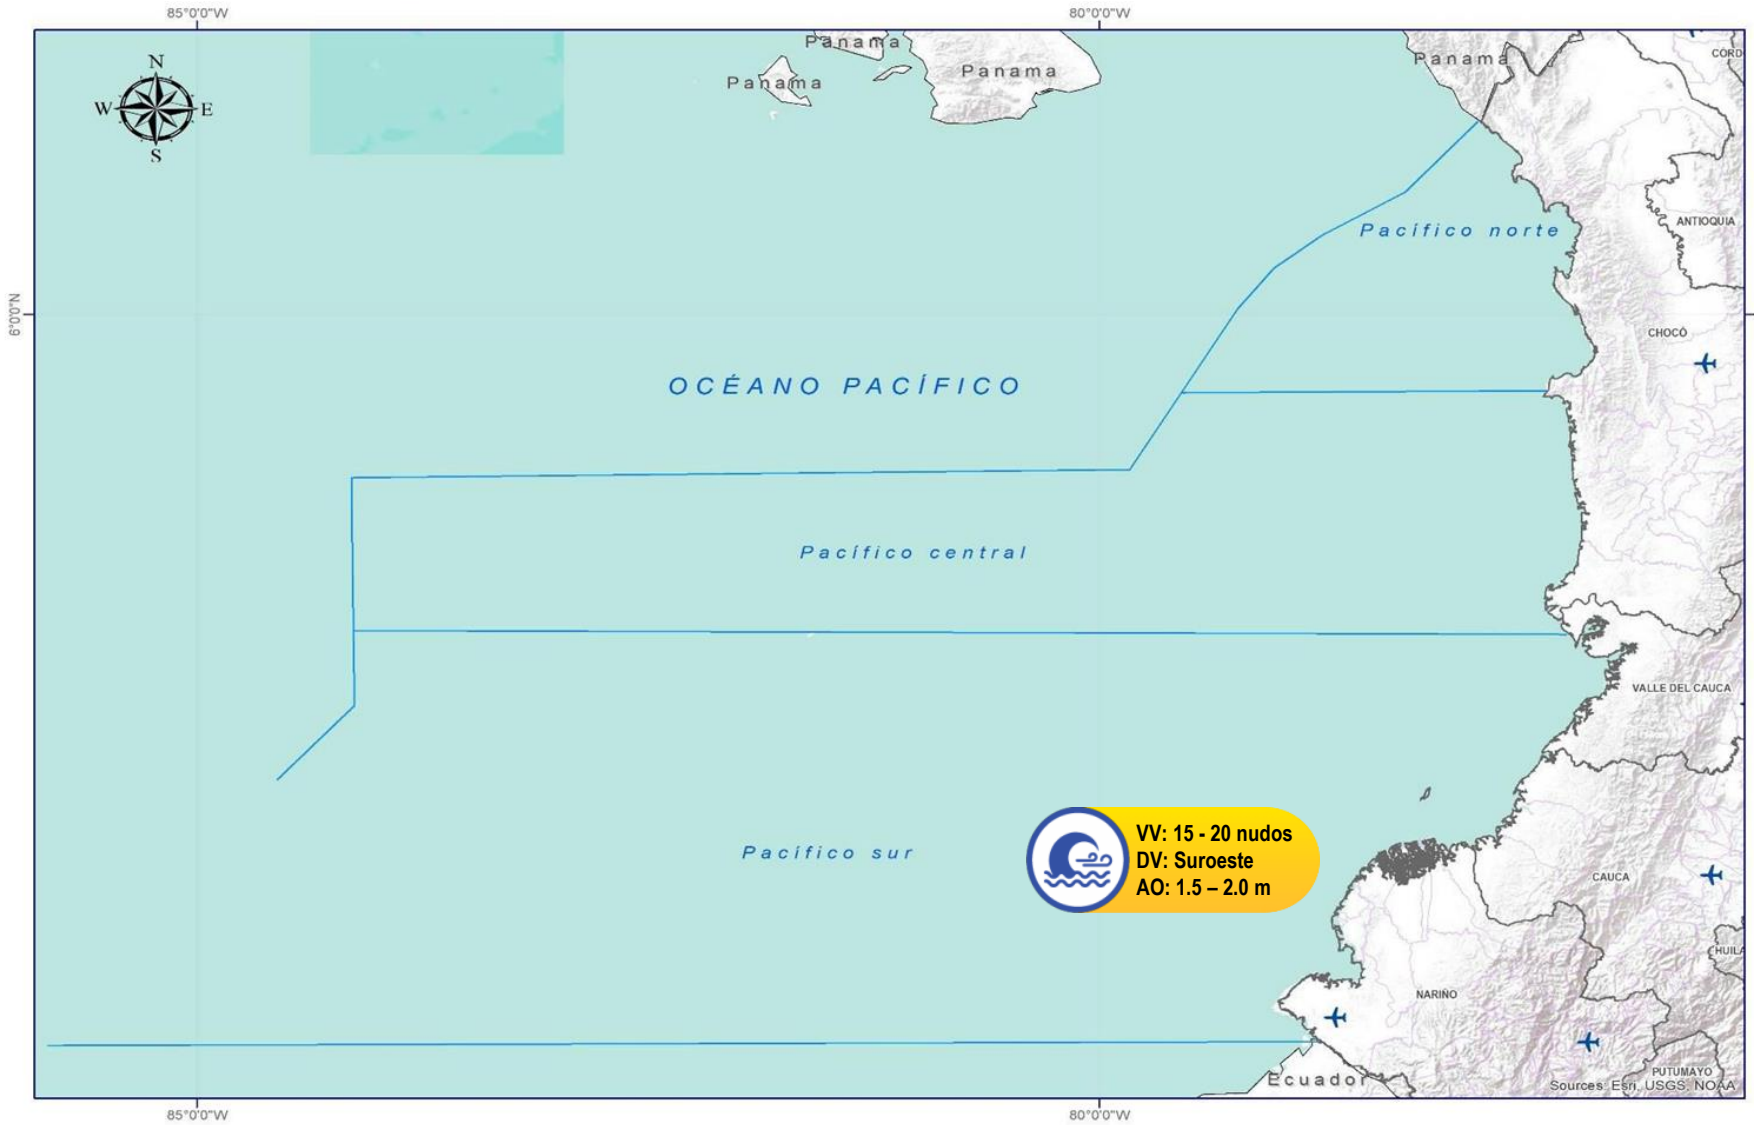 85°0'0"W
80°0'0"W
Panama
Panama
Panama
Panama
CÓRD
N
W
E
S
ANTIOQUIA
Pacífico norte
6°0'0"N
CHOCÓ
OCÉANO PACÍFICO
Pacífico central
VALLE DEL CAUCA
VV: 15 - 20 nudos
DV: Suroeste
AO: 1.5 – 2.0 m
Pacífico sur
CAUCA
HUILA
NARIÑO
PUTUMAYO
Ecuador
Sources: Esri, USGS, NOAA
85°0'0"W
80°0'0"W